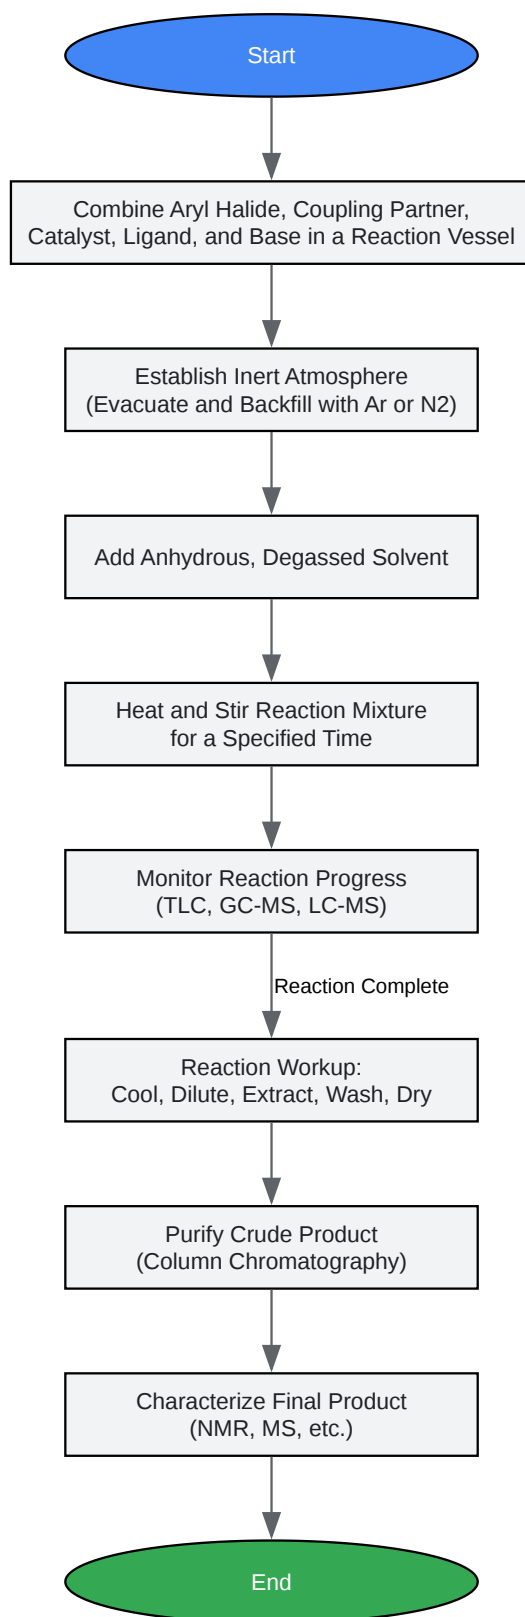 Start
Combine Aryl Halide, Coupling Partner,
Catalyst, Ligand, and Base in a Reaction Vessel
Establish Inert Atmosphere
(Evacuate and Backfill with Ar or N2)
Add Anhydrous, Degassed Solvent
Heat and Stir Reaction Mixture
for a Specified Time
Monitor Reaction Progress
(TLC, GC-MS, LC-MS)
Reaction Complete
Reaction Workup:
Cool, Dilute, Extract, Wash, Dry
Purify Crude Product
(Column Chromatography)
Characterize Final Product
(NMR, MS, etc.)
End